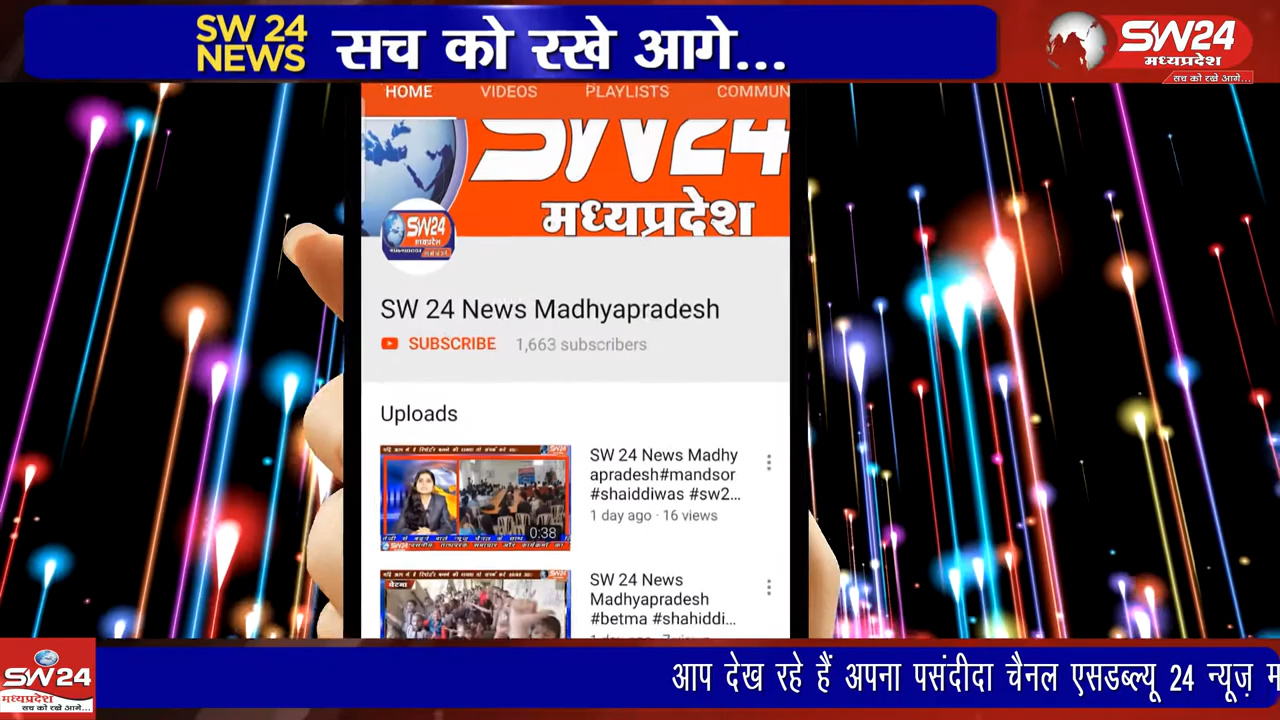 SW 24
NEWS
सच को रखे आगे...
SW24
मध्यप्रदेश
सच को रखे आगे...
HOME VIDEOS PLAYLISTS COMMUN
SW24
मध्यप्रदेश
SW24
SW 24 News Madhyapradesh
SUBSCRIBE 1,663 subscribers
Uploads
SW 24 News Madhy
apradesh#mandsor
#shaiddiwas #sw2...
1 day ago · 16 views
0:38
SW 24 News
Madhyapradesh
#betma #shahiddi...
बेटमा
SW24
मध्यप्रदेश
सच को रखे आगे...
आप देख रहे हैं अपना पसंदीदा चैनल एसडब्ल्यू 24 न्यूज़ म